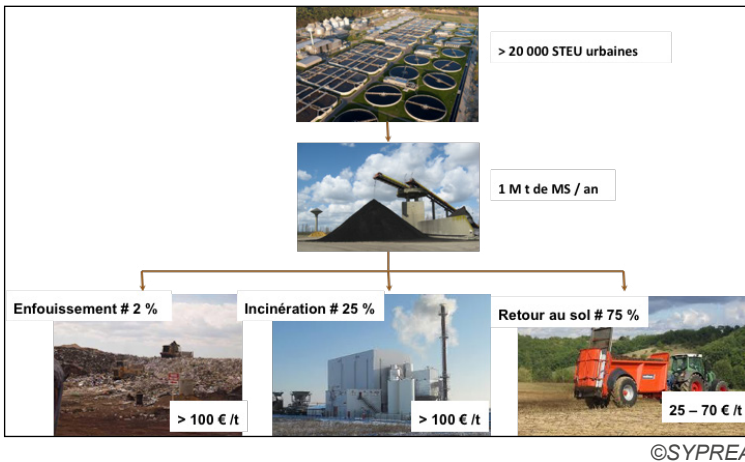 > 20 000 STEU urbaines
1 M t de MS / an
Enfouissement # 2 %
Incinération # 25 %
Retour au sol # 75 %
> 100 € /t
> 100 € /t
25 – 70 € /t
©SYPREA